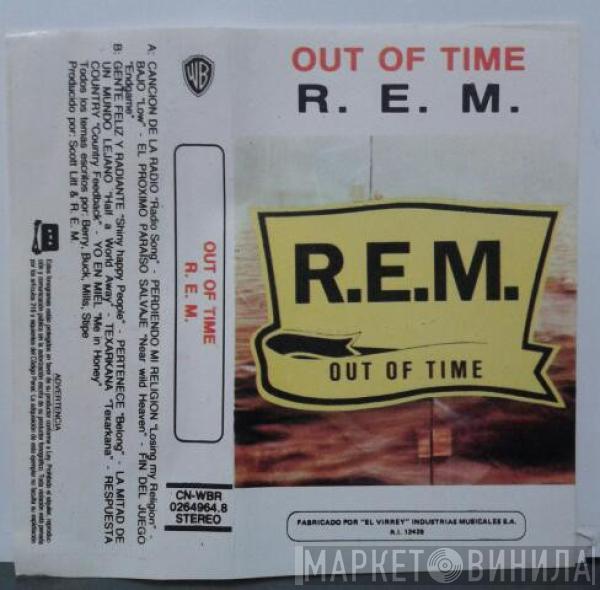 OUT OF TIME
R. E. M.
R.E.M.
OUT OF TIME
FABRICADO POR "EL VIRREY" INDUSTRIAS MUSICALES S.A.
R.I. 12428
WB
OUT OF TIME
R. E. M.
CN-WBR
0264964.8
STEREO
A: CANCION DE LA RADIO "Radio Song" - PERDIENDO MI RELIGION "Losing my Religion" -
BAJO "Low" - EL PROXIMO PARAISO SALVAJE "Near wild Heaven" - FIN DEL JUEGO
"Endgame"
B: GENTE FELIZ Y RADIANTE "Shiny happy People" - PERTENECE "Belong" - LA MITAD DE
UN MUNDO LEJANO "Half a World Away" - TEXARKANA "Texarkana" - RESPUESTA
COUNTRY "Country Feedback" - YO EN MIEL "Me in Honey"
Todos los temas escritos por: Berry, Buck, Mills, Stipe
Producido por: Scott Litt & R. E. M.
ADVERTENCIA
МАРКЕТ ВИНИЛА